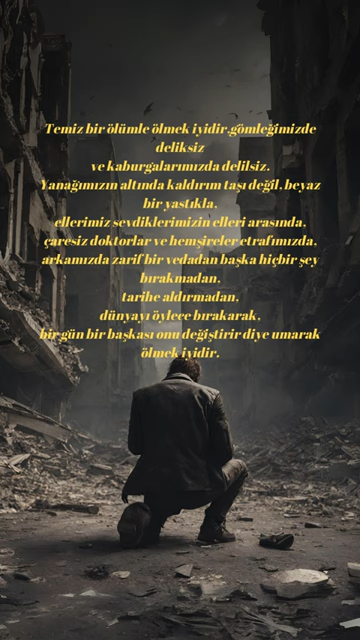 Temiz bir ölümle ölmek iyidir,gömleğimizde
deliksiz
ve kaburgalarımızda delilsiz.
Yanağımızın altında kaldırım taşı değil, beyaz
bir yastıkla,
ellerimiz sevdiklerimizin elleri arasında,
çaresiz doktorlar ve hemşireler etrafımızda,
arkamızda zarif bir vedadan başka hiçbir şey
bırakmadan,
tarihe aldırmadan,
dünyayı öylece bırakarak,
bir gün bir başkası onu değiştirir diye umarak
ölmek iyidir.